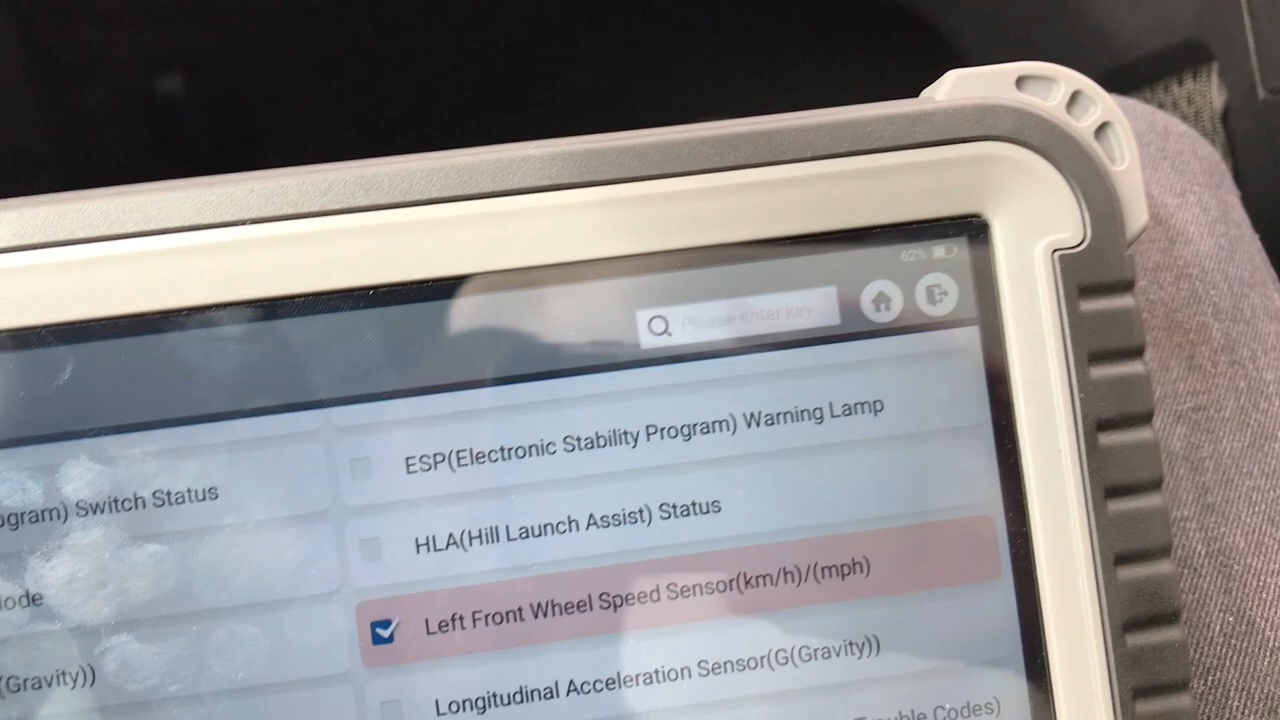 62%
Please enter key
ESP(Electronic Stability Program) Warning Lamp
ogram) Switch Status
HLA(Hill Launch Assist) Status
Left Front Wheel Speed Sensor(km/h)/(mph)
ode
Longitudinal Acceleration Sensor(G(Gravity))
(Gravity))
Trouble Codes)